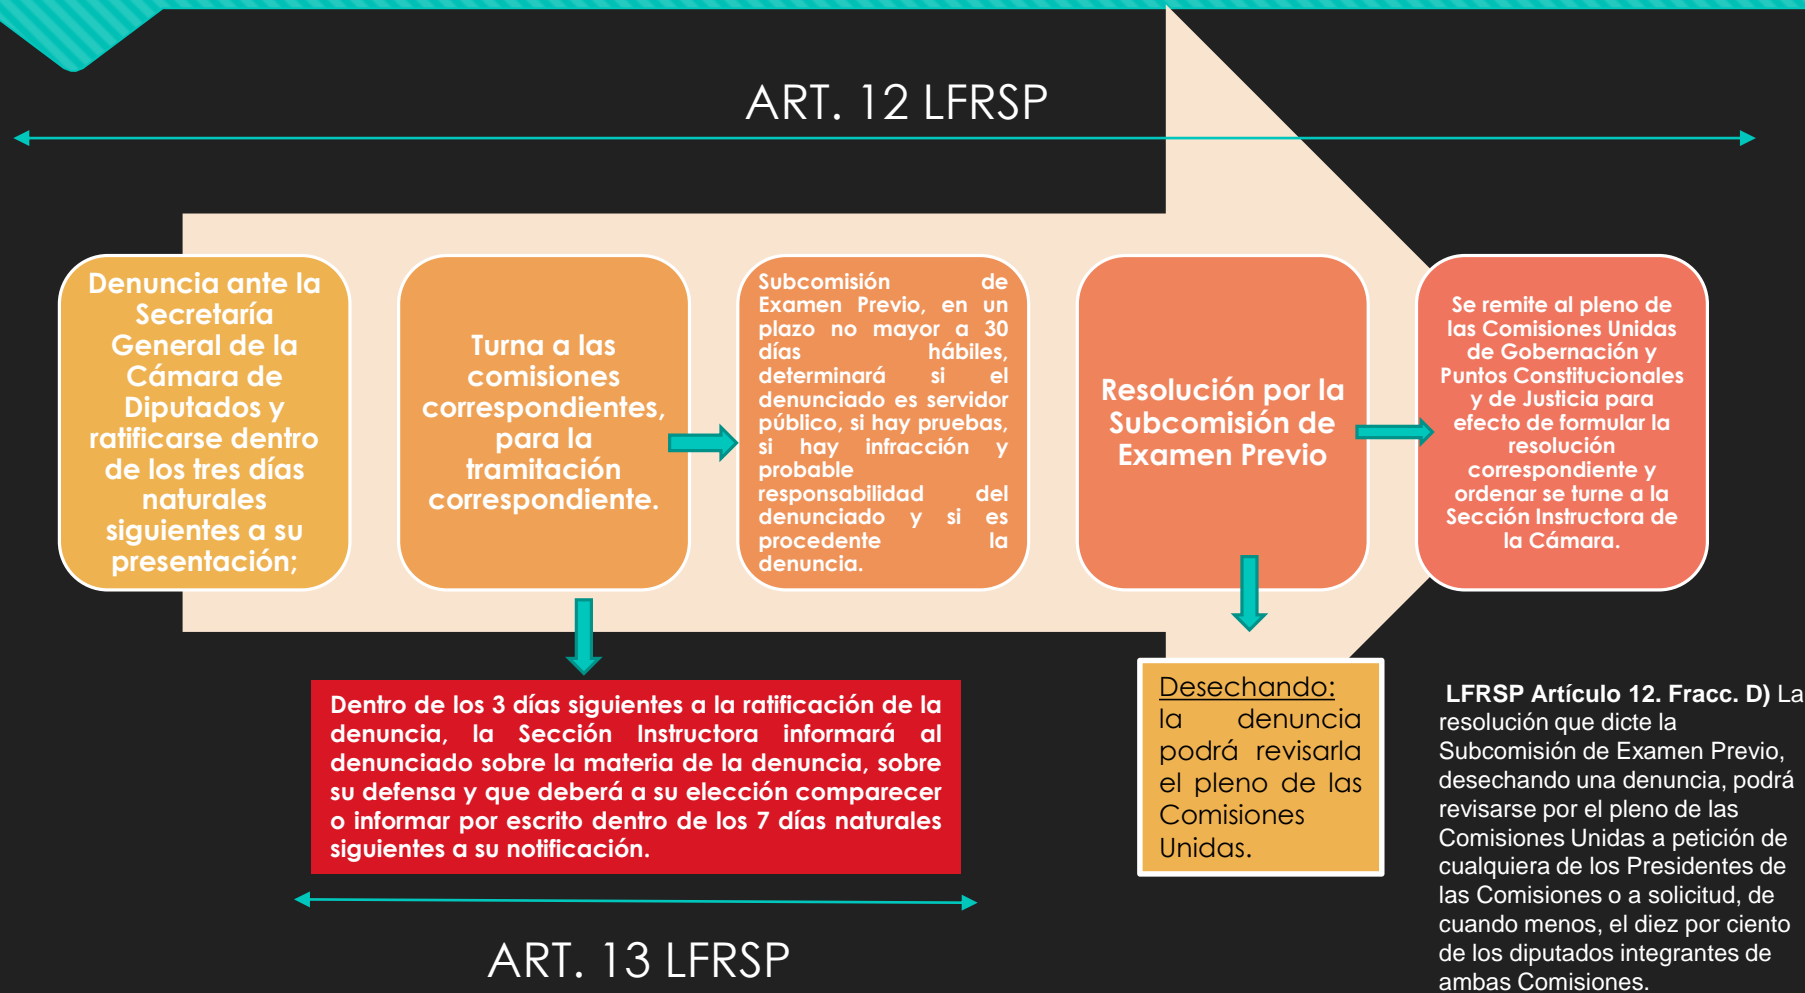 ART. 12 LFRSP
Denuncia ante la
Secretaría
General de la
Cámara de
Diputados y
ratificarse dentro
de los tres días
naturales
siguientes a su
presentación;
Turna a las
comisiones
correspondientes,
para la
tramitación
correspondiente.
Subcomisión de
Examen Previo, en un
plazo no mayor a 30
días hábiles,
determinará si el
denunciado es servidor
público, si hay pruebas,
si hay infracción y
probable
responsabilidad del
denunciado y si es
procedente la
denuncia.
Resolución por la
Subcomisión de
Examen Previo
Se remite al pleno de
las Comisiones Unidas
de Gobernación y
Puntos Constitucionales
y de Justicia para
efecto de formular la
resolución
correspondiente y
ordenar se turne a la
Sección Instructora de
la Cámara.
Dentro de los 3 días siguientes a la ratificación de la
denuncia, la Sección Instructora informará al
denunciado sobre la materia de la denuncia, sobre
su defensa y que deberá a su elección comparecer
o informar por escrito dentro de los 7 días naturales
siguientes a su notificación.
ART. 13 LFRSP
Desechando:
la denuncia
podrá revisarla
el pleno de las
Comisiones
Unidas.
LFRSP Artículo 12. Fracc. D) La
resolución que dicte la
Subcomisión de Examen Previo,
desechando una denuncia, podrá
revisarse por el pleno de las
Comisiones Unidas a petición de
cualquiera de los Presidentes de
las Comisiones o a solicitud, de
cuando menos, el diez por ciento
de los diputados integrantes de
ambas Comisiones.